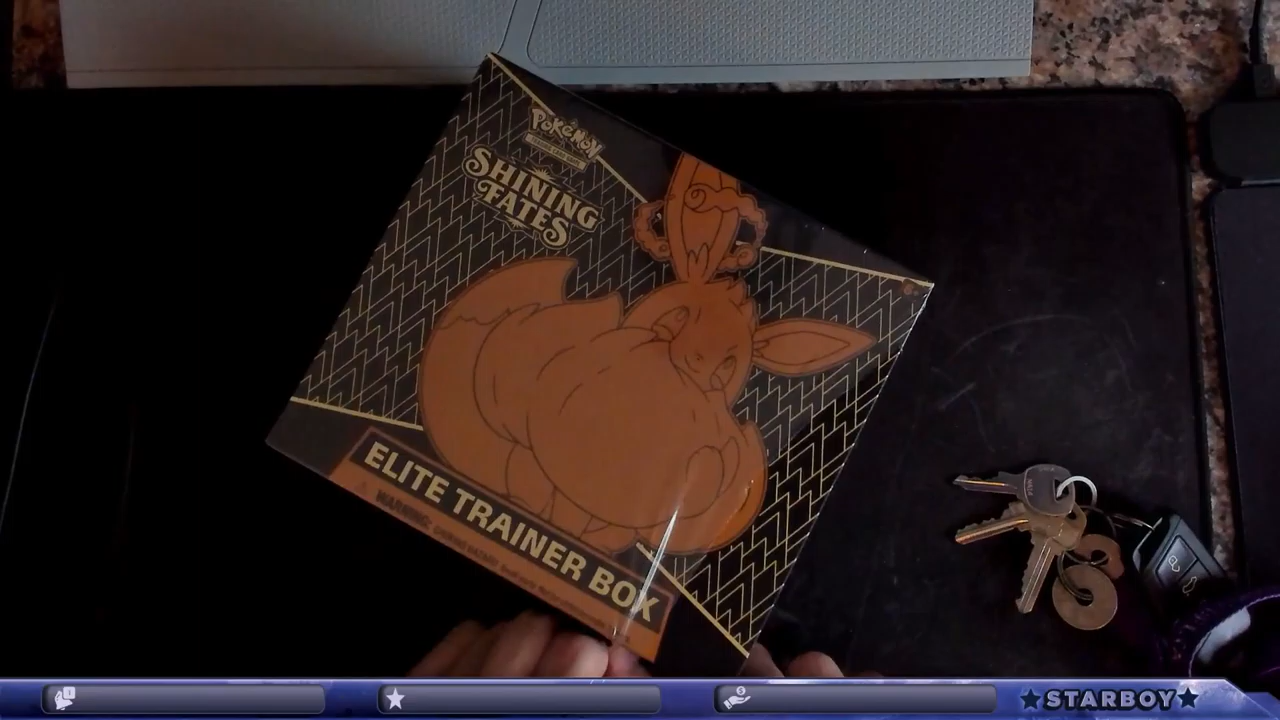 POKÉMON
SHINING
FATES
ELITE TRAINER BOX
WARNING:
STARBOY